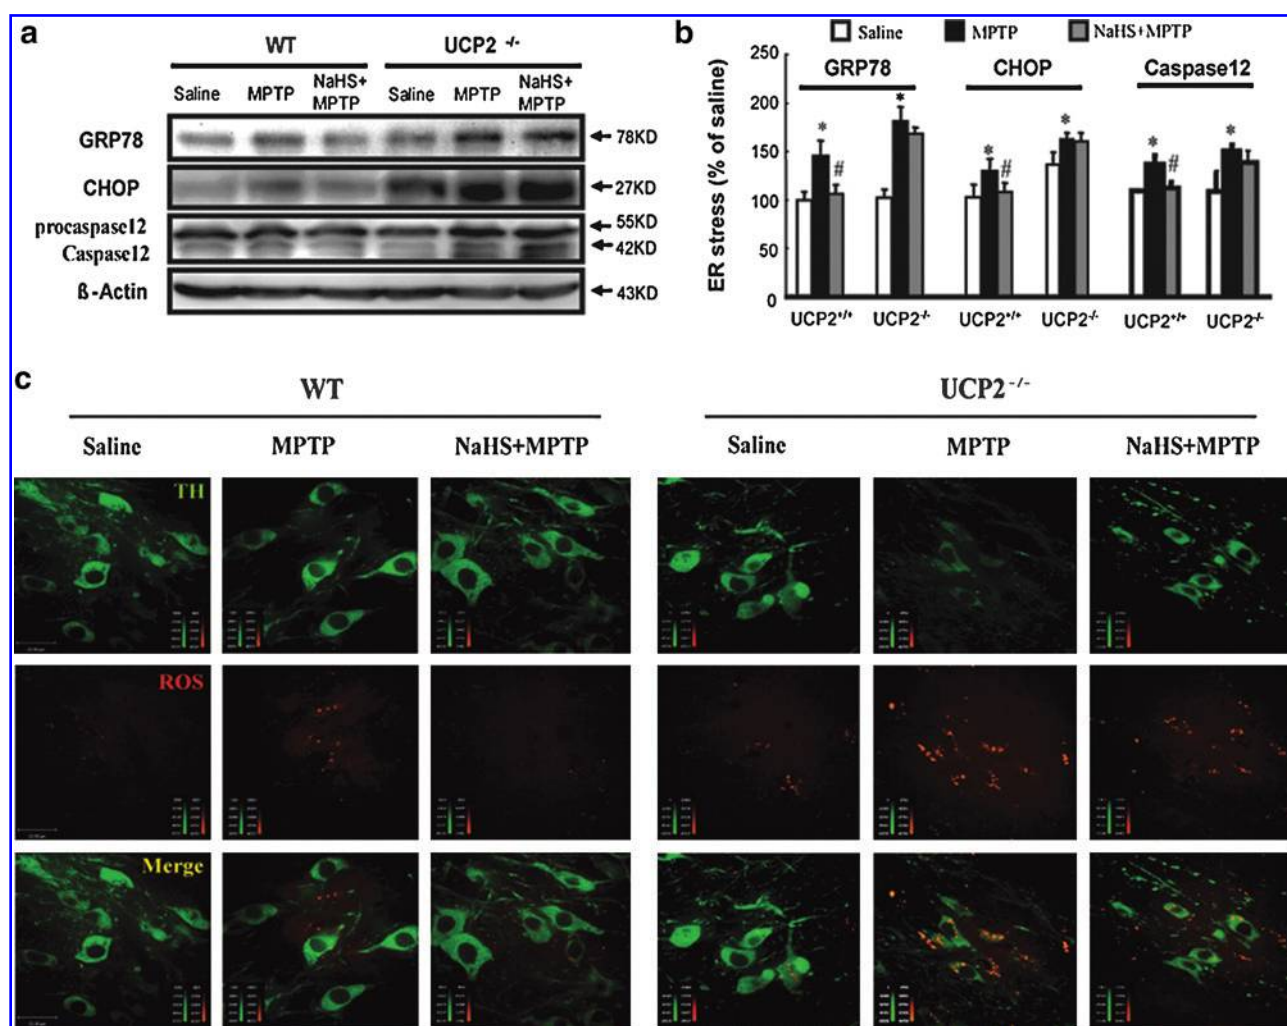 a
WT
UCP2 -/-
Saline
MPTP
NaHS+
MPTP
Saline
MPTP
NaHS+
MPTP
GRP78
78KD
CHOP
27KD
procaspase12
55KD
Caspase12
42KD
ß-Actin
43KD
b
Saline
MPTP
NaHS+MPTP
GRP78
CHOP
Caspase12
ER stress (% of saline)
250
200
150
100
50
0
*
#
*
*
#
*
*
#
*
UCP2+/+
UCP2-/-
UCP2+/+
UCP2-/-
UCP2+/+
UCP2-/-
c
WT
UCP2 -/-
Saline
MPTP
NaHS+MPTP
Saline
MPTP
NaHS+MPTP
TH
ROS
Merge